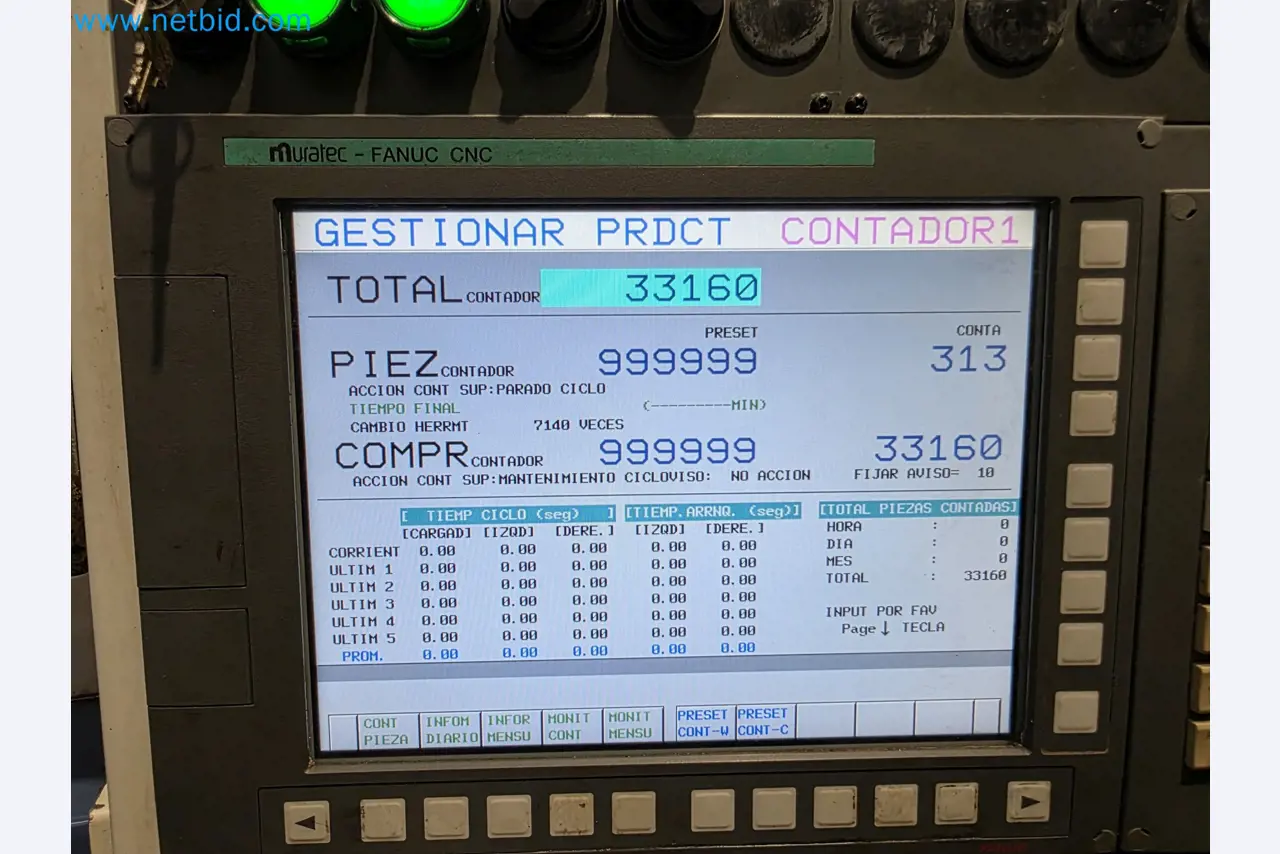 www.netbid.com
muratec - FANUC CNC
GESTIONAR PRDCT CONTADOR1
TOTAL CONTADOR 33160
PRESET CONTA
PIEZ CONTADOR 999999 313
ACCION CONT SUP:PARADO CICLO
TIEMPO FINAL (---------MIN)
CAMBIO HERRMT 7140 VECES
COMPR CONTADOR 999999 33160
ACCION CONT SUP:MANTENIMIENTO CICLOVISO: NO ACCION FIJAR AVISO= 10
[ TIEMP CICLO (seg) ] [TIEMP.ARRNQ. (seg)] [TOTAL PIEZAS CONTADAS]
[CARGAD] [IZQD] [DERE.] [IZQD] [DERE.] HORA : 0
CORRIENT 0.00 0.00 0.00 0.00 0.00 DIA : 0
ULTIM 1 0.00 0.00 0.00 0.00 0.00 MES : 0
ULTIM 2 0.00 0.00 0.00 0.00 0.00 TOTAL : 33160
ULTIM 3 0.00 0.00 0.00 0.00 0.00
ULTIM 4 0.00 0.00 0.00 0.00 0.00 INPUT POR FAV
ULTIM 5 0.00 0.00 0.00 0.00 0.00 Page↓ TECLA
PROM. 0.00 0.00 0.00 0.00 0.00
CONT INFOM INFOR MONIT MONIT PRESET PRESET
PIEZA DIARIO MENSU CONT MENSU CONT-W CONT-C